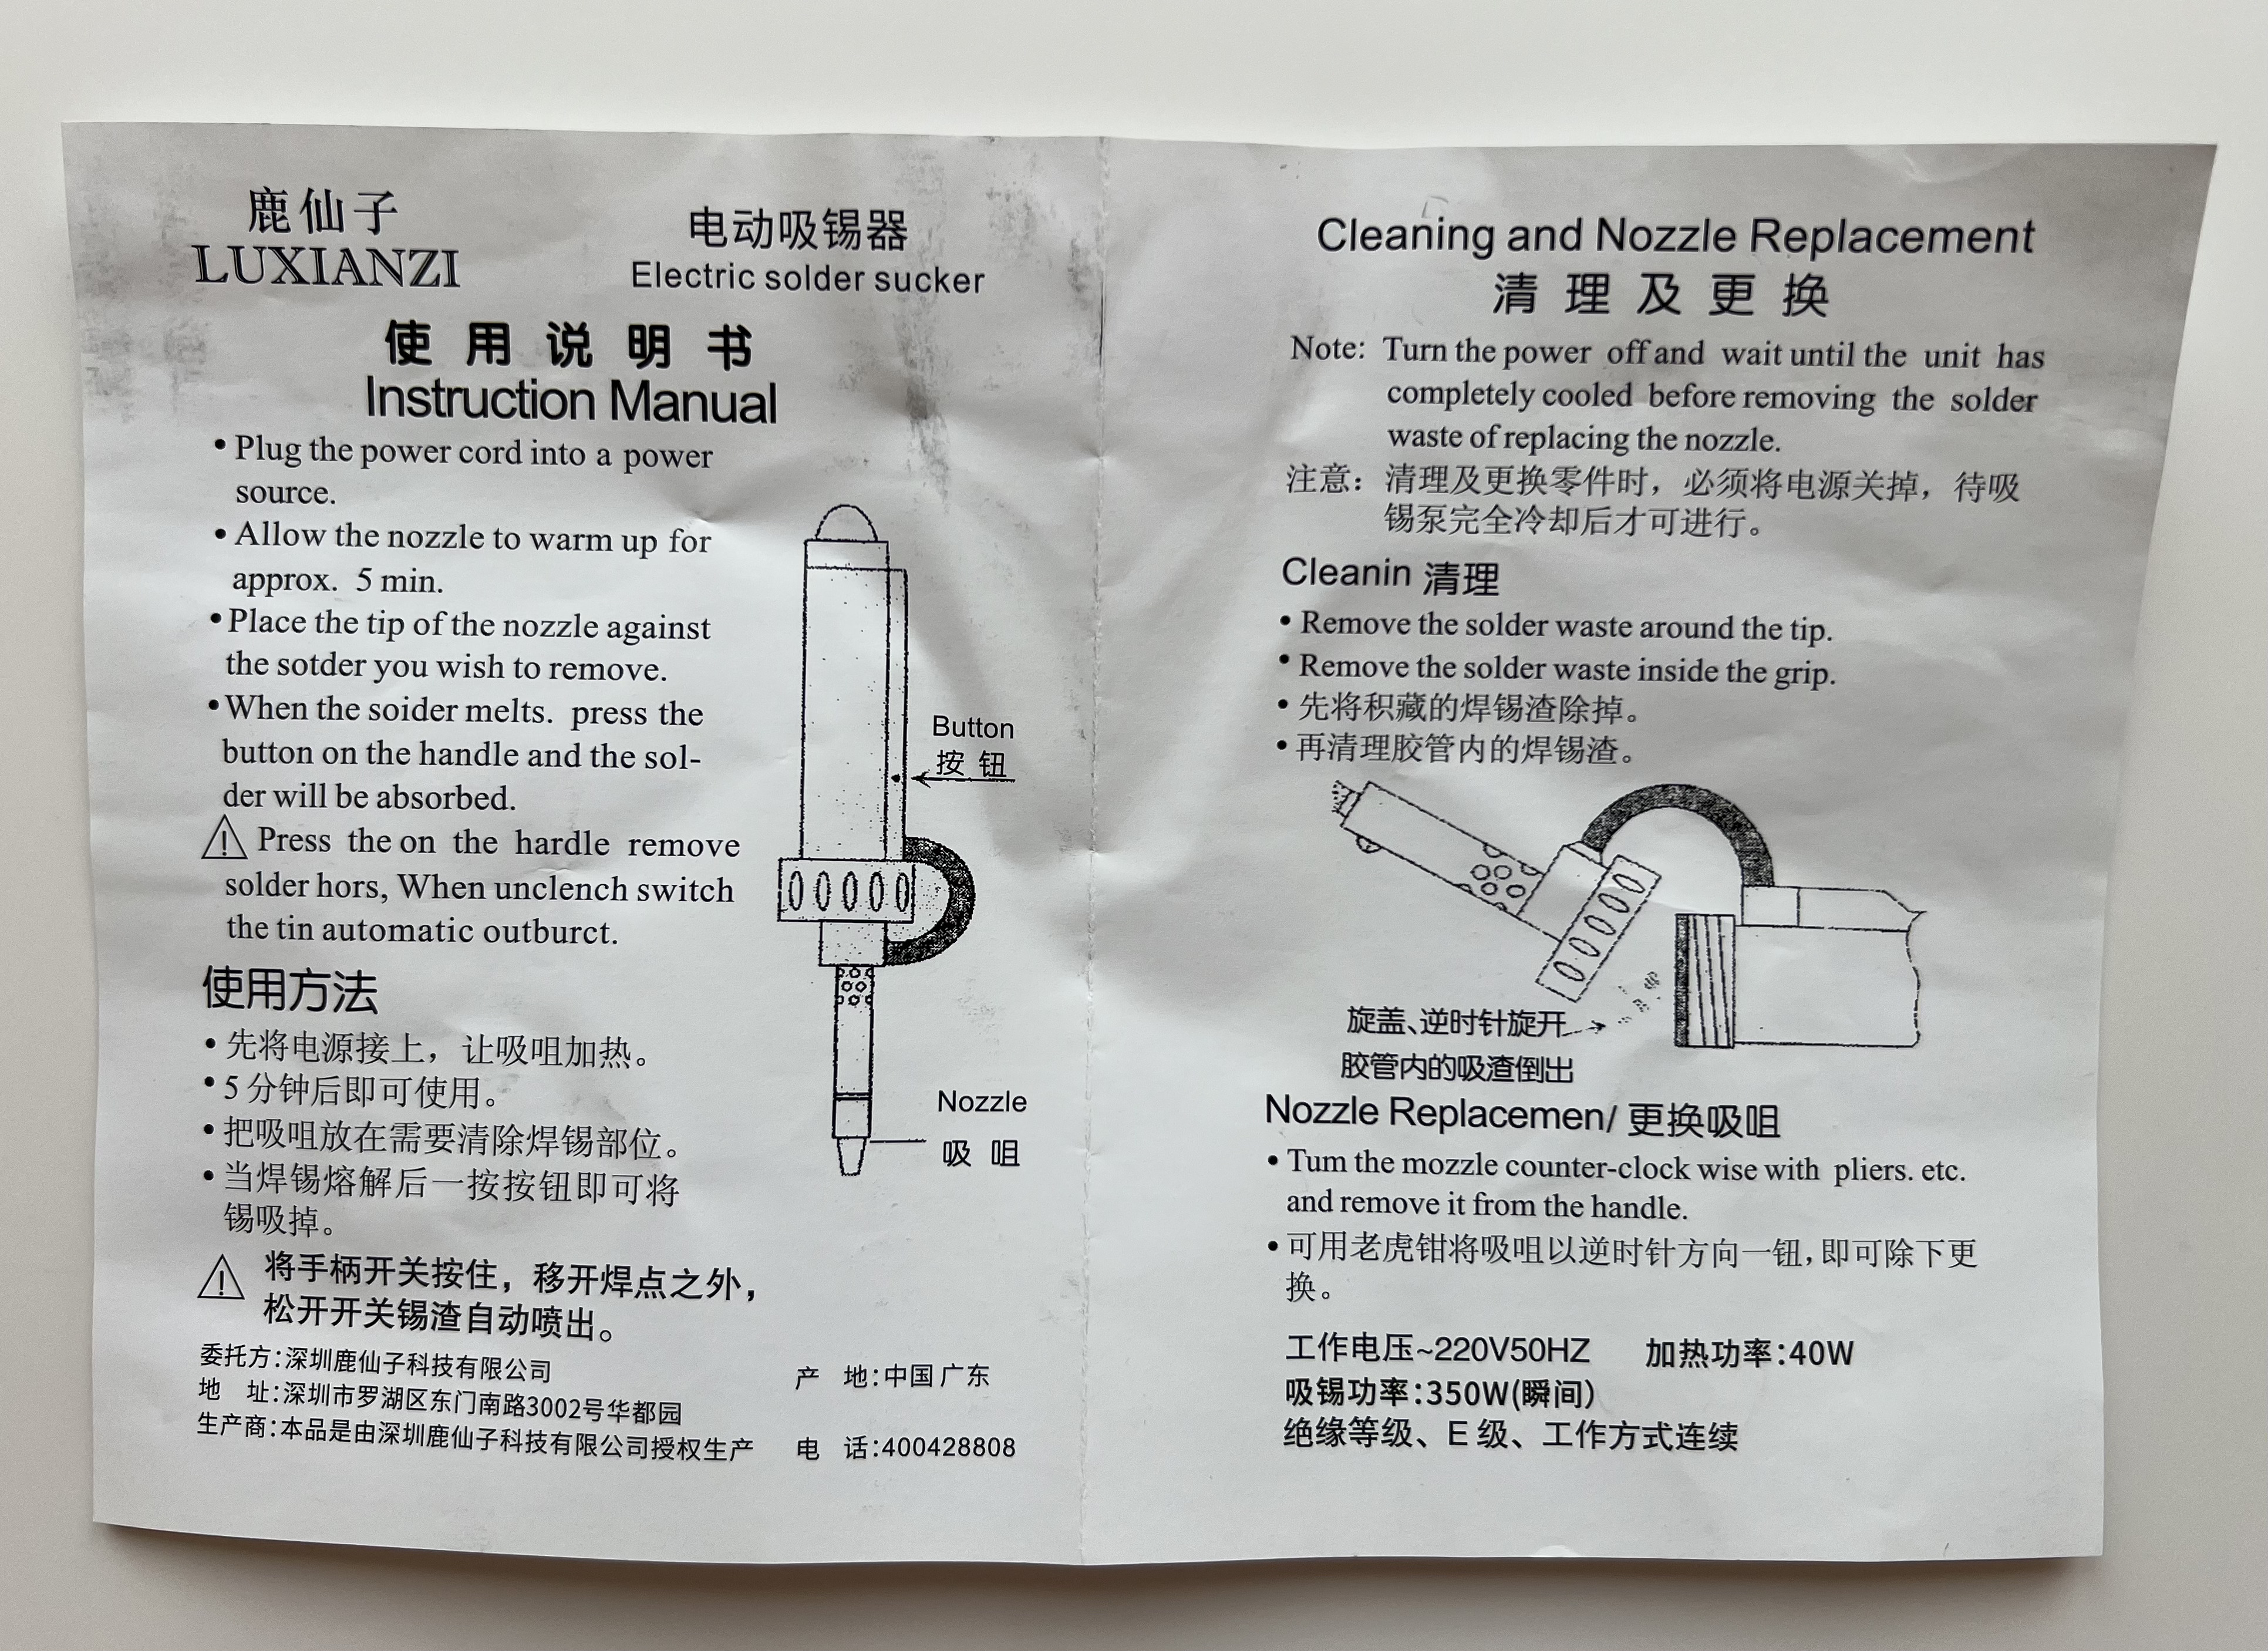 鹿仙子
LUXIANZI
电动吸锡器
Electric solder sucker
使用说明书
Instruction Manual
• Plug the power cord into a power
source.
• Allow the nozzle to warm up for
approx. 5 min.
• Place the tip of the nozzle against
the sotder you wish to remove.
• When the soider melts. press the
button on the handle and the sol-
der will be absorbed.
Press the on the hardle remove
solder hors, When unclench switch
the tin automatic outburct.
Button
按钮
Nozzle
吸咀
使用方法
• 先将电源接上，让吸咀加热。
• 5分钟后即可使用。
• 把吸咀放在需要清除焊锡部位。
• 当焊锡熔解后一按按钮即可将
锡吸掉。
将手柄开关按住，移开焊点之外，
松开开关锡渣自动喷出。
委托方:深圳鹿仙子科技有限公司
地 址:深圳市罗湖区东门南路3002号华都园
生产商:本品是由深圳鹿仙子科技有限公司授权生产
产 地:中国广东
电 话:400428808
Cleaning and Nozzle Replacement
清理及更换
Note: Turn the power off and wait until the unit has
completely cooled before removing the solder
waste of replacing the nozzle.
注意：清理及更换零件时，必须将电源关掉，待吸
锡泵完全冷却后才可进行。
Cleanin 清理
• Remove the solder waste around the tip.
• Remove the solder waste inside the grip.
• 先将积藏的焊锡渣除掉。
• 再清理胶管内的焊锡渣。
旋盖、逆时针旋开
胶管内的吸渣倒出
Nozzle Replacemen/ 更换吸咀
• Tum the mozzle counter-clock wise with pliers. etc.
and remove it from the handle.
• 可用老虎钳将吸咀以逆时针方向一钮,即可除下更
换。
工作电压~220V50HZ 加热功率:40W
吸锡功率:350W(瞬间)
绝缘等级、E级、工作方式连续